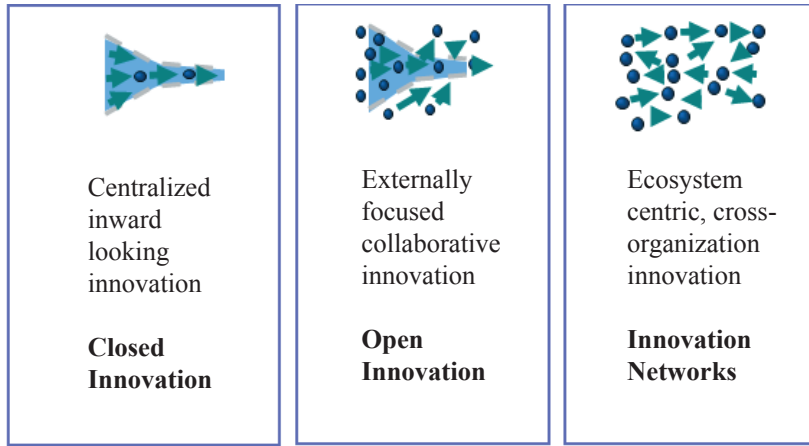 Centralized
inward
looking
innovation
Closed
Innovation
Externally
focused
collaborative
innovation
Open
Innovation
Ecosystem
centric, cross-
organization
innovation
Innovation
Networks